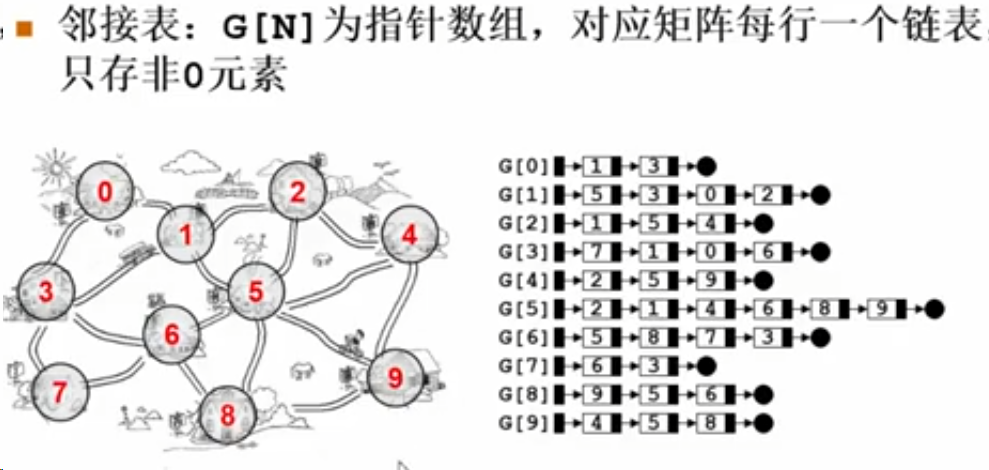 邻接表：G[N]为指针数组，对应矩阵每行一个链表，
只存非0元素
0
2
1
4
3
5
6
7
9
8
G[0] 1 3
G[1] 5 3 0 2
G[2] 1 5 4
G[3] 7 1 0 6
G[4] 2 5 9
G[5] 2 1 4 6 8 9
G[6] 5 8 7 3
G[7] 6 3
G[8] 9 5 6
G[9] 4 5 8